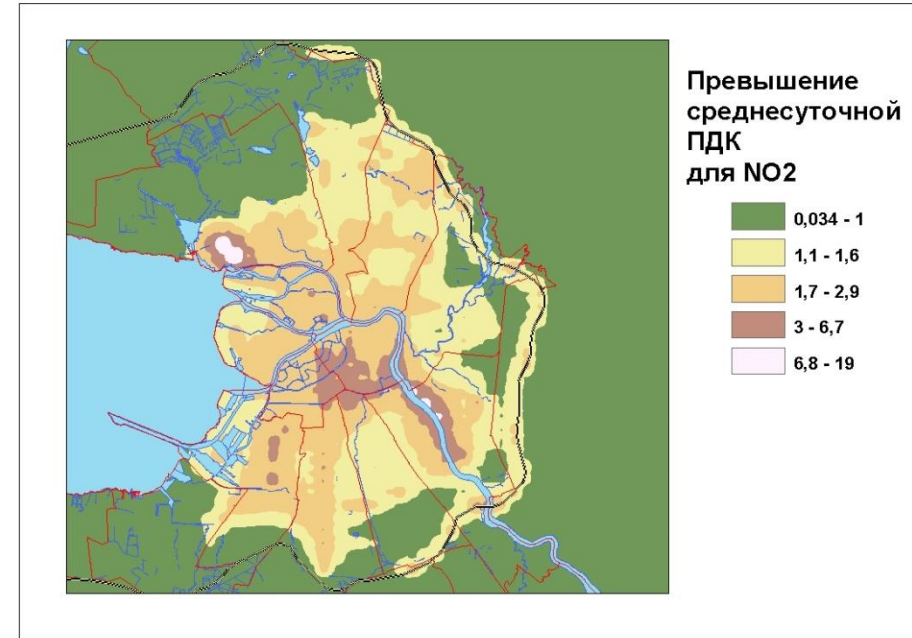 Превышение
среднесуточной
ПДК
для NO2
0,034 - 1
1,1 - 1,6
1,7 - 2,9
3 - 6,7
6,8 - 19